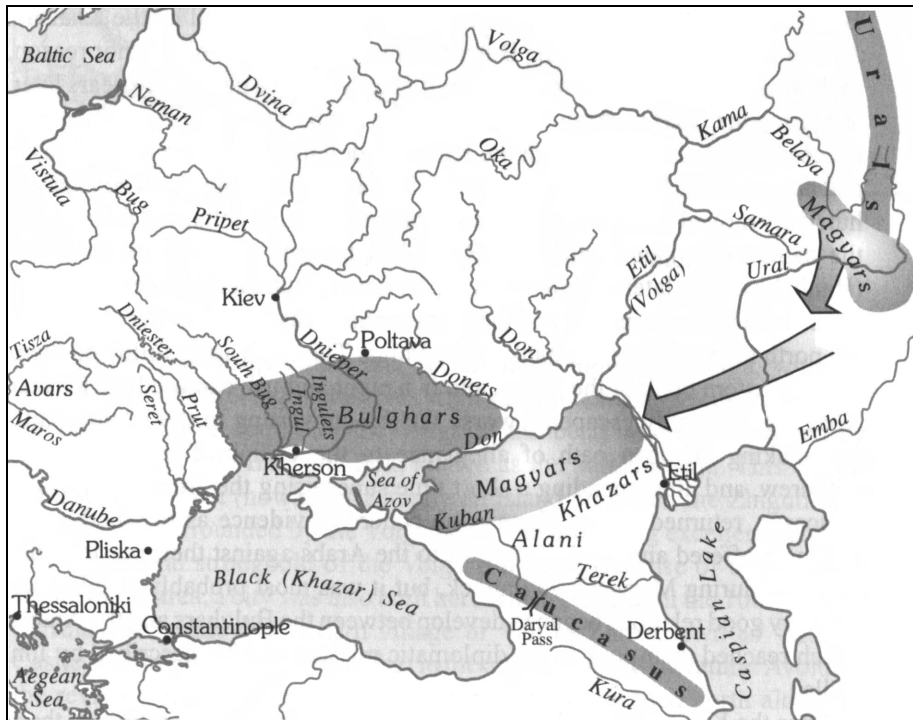 Baltic Sea
Neman
Dvina
Volga
Urals
Kama
Belaya
Oka
Vistula
Bug
Pripet
Samara
Magyars
Etil
(Volga)
Ural
Kiev
Dniester
South Bug
Dnieper
Poltava
Don
Donets
Tisza
Avars
Maros
Seret
Prut
Ingul
Ingulets
Bulghars
Don
Emba
Kherson
Sea of
Azov
Magyars
Khazars
Etil
Kuban
Danube
Alani
Pliska
Black (Khazar) Sea
Terek
Caucasus
Daryal
Pass
Derbent
Caspian Lake
Thessaloniki
Constantinople
Kura
Aegean
Sea